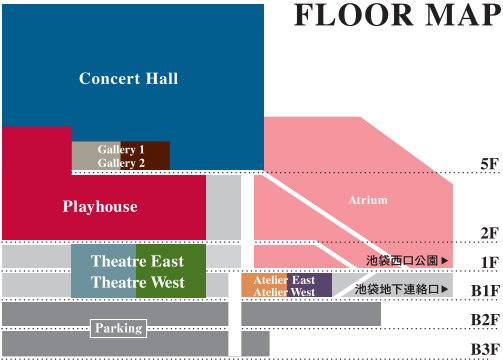 FLOOR MAP
Concert Hall
Gallery 1
Gallery 2
5F
Playhouse
Atrium
2F
Theatre East
Theatre West
池袋西口公園▶
1F
Atelier East
Atelier West
池袋地下連絡口▶
B1F
Parking
B2F
B3F